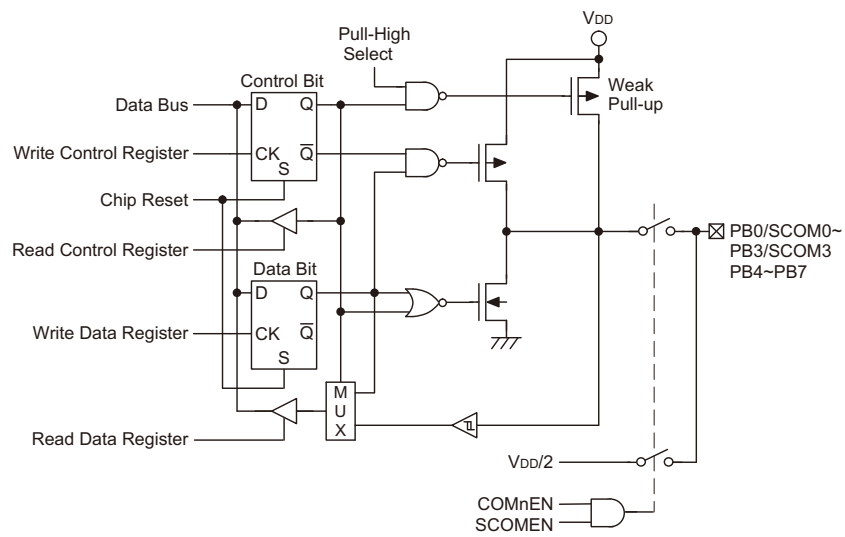 VDD
Pull-High
Select
Control Bit
Weak
Pull-up
Data Bus
D
Q
Write Control Register
CK
Q
S
Chip Reset
PB0/SCOM0~
PB3/SCOM3
PB4~PB7
Read Control Register
Data Bit
D
Q
Write Data Register
CK
Q
S
M
U
X
Read Data Register
VDD/2
COMnEN
SCOMEN